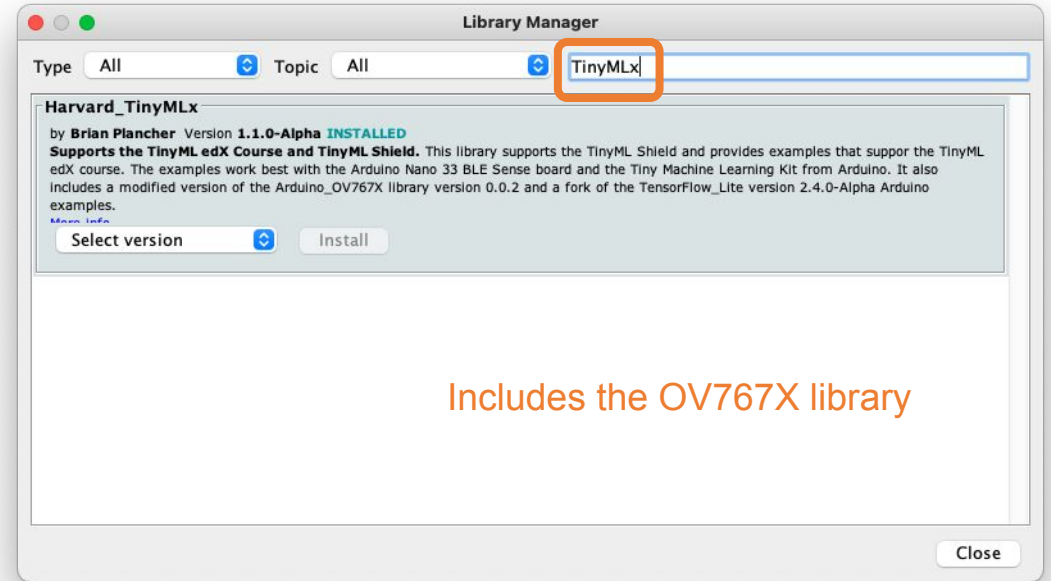 Library Manager
Type All Topic All TinyMLx
Harvard_TinyMLx
by Brian Plancher Version 1.1.0-Alpha INSTALLED
Supports the TinyML edX Course and TinyML Shield. This library supports the TinyML Shield and provides examples that suppor the TinyML
edX course. The examples work best with the Arduino Nano 33 BLE Sense board and the Tiny Machine Learning Kit from Arduino. It also
includes a modified version of the Arduino_OV767X library version 0.0.2 and a fork of the TensorFlow_Lite version 2.4.0-Alpha Arduino
examples.
More info
Select version Install
Includes the OV767X library
Close